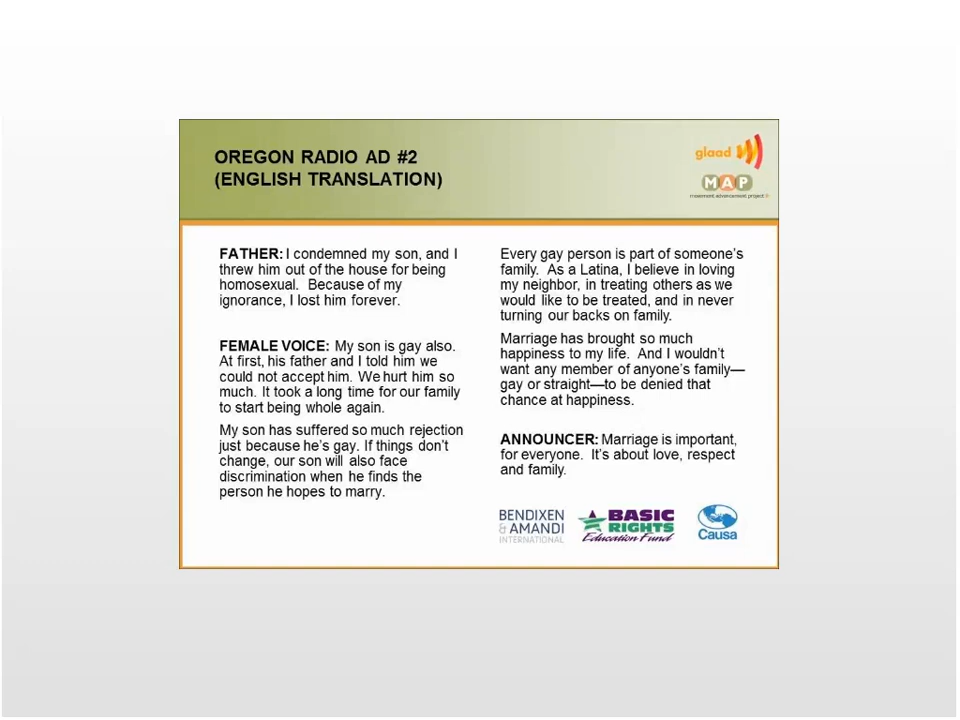 OREGON RADIO AD #2
(ENGLISH TRANSLATION)
glaad
MAP
movement advancement project
FATHER: I condemned my son, and I
threw him out of the house for being
homosexual.  Because of my
ignorance, I lost him forever.
FEMALE VOICE:  My son is gay also.
At first, his father and I told him we
could not accept him.  We hurt him so
much. It took a long time for our family
to start being whole again.
My son has suffered so much rejection
just because he's gay. If things don't
change, our son will also face
discrimination when he finds the
person he hopes to marry.
Every gay person is part of someone's
family.  As a Latina, I believe in loving
my neighbor, in treating others as we
would like to be treated, and in never
turning our backs on family.
Marriage has brought so much
happiness to my life.  And I wouldn't
want any member of anyone's family—
gay or straight—to be denied that
chance at happiness.
ANNOUNCER: Marriage is important,
for everyone.  It's about love, respect
and family.
BENDIXEN
& AMANDI
INTERNATIONAL
BASIC
RIGHTS
Education Fund
Causa